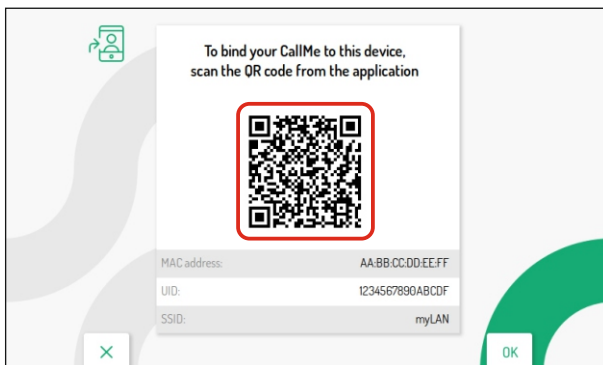 To bind your CallMe to this device,
scan the QR code from the application
MAC address: AA:BB:CC:DD:EE:FF
UID: 1234567890ABCDF
SSID: myLAN
OK